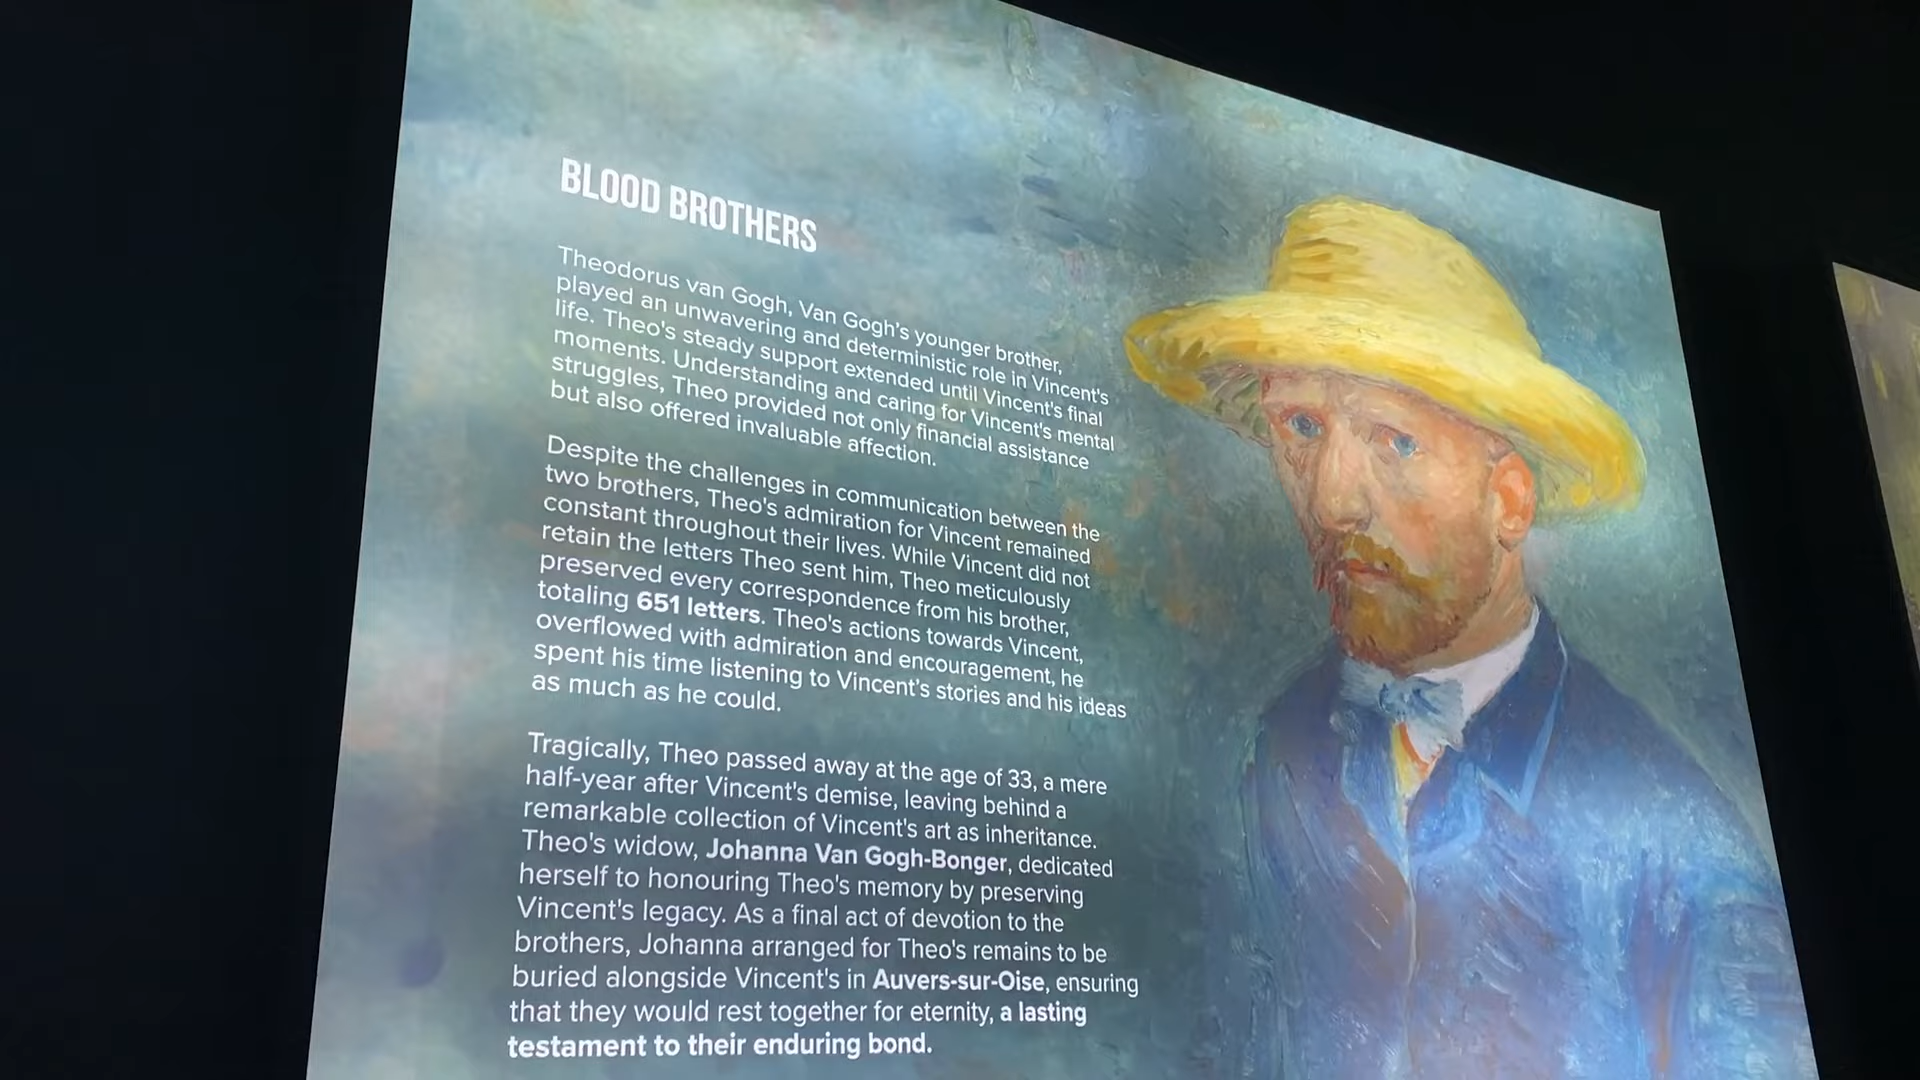 BLOOD BROTHERS
Theodorus van Gogh, Van Gogh's younger brother,
played an unwavering and deterministic role in Vincent's
life. Theo's steady support extended until Vincent's final
moments. Understanding and caring for Vincent's mental
struggles, Theo provided not only financial assistance
but also offered invaluable affection.
Despite the challenges in communication between the
two brothers, Theo's admiration for Vincent remained
constant throughout their lives. While Vincent did not
retain the letters Theo sent him, Theo meticulously
preserved every correspondence from his brother,
totaling 651 letters. Theo's actions towards Vincent,
overflowed with admiration and encouragement, he
spent his time listening to Vincent's stories and his ideas
as much as he could.
Tragically, Theo passed away at the age of 33, a mere
half-year after Vincent's demise, leaving behind a
remarkable collection of Vincent's art as inheritance.
Theo's widow, Johanna Van Gogh-Bonger, dedicated
herself to honouring Theo's memory by preserving
Vincent's legacy. As a final act of devotion to the
brothers, Johanna arranged for Theo's remains to be
buried alongside Vincent's in Auvers-sur-Oise, ensuring
that they would rest together for eternity, a lasting
testament to their enduring bond.